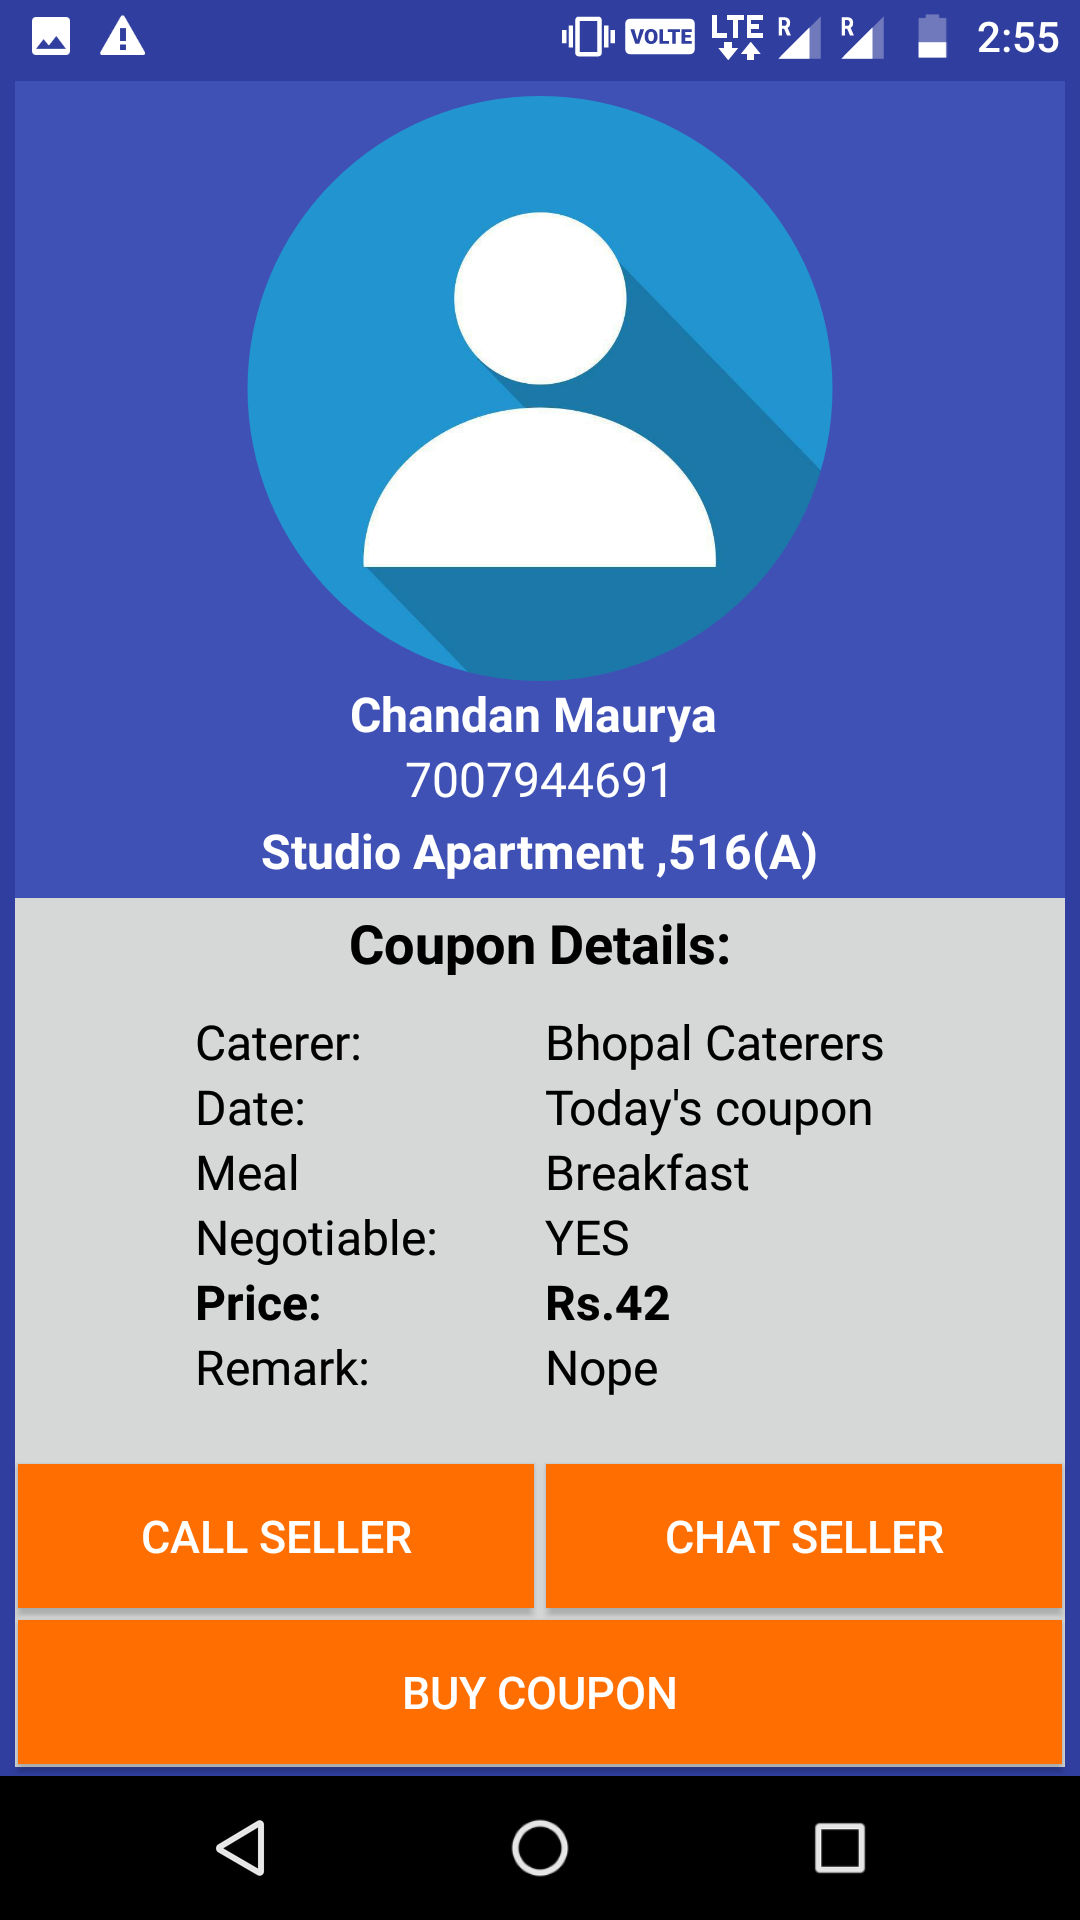 VOLTE LTE R R 2:55
Chandan Maurya
7007944691
Studio Apartment ,516(A)
Coupon Details:
Caterer: Bhopal Caterers
Date: Today's coupon
Meal Breakfast
Negotiable: YES
Price: Rs.42
Remark: Nope
CALL SELLER CHAT SELLER
BUY COUPON